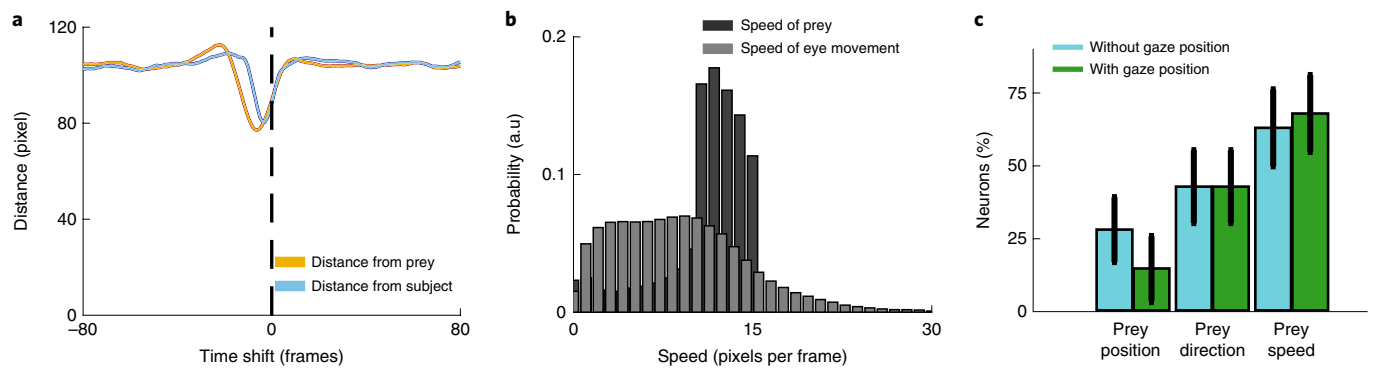 a
120
80
40
0
Distance (pixel)
−80
0
80
Time shift (frames)
Distance from prey
Distance from subject
b
Speed of prey
Speed of eye movement
0.2
0.1
0
Probability (a.u)
0
15
30
Speed (pixels per frame)
c
Without gaze position
With gaze position
75
50
25
0
Neurons (%)
Prey
position
Prey
direction
Prey
speed